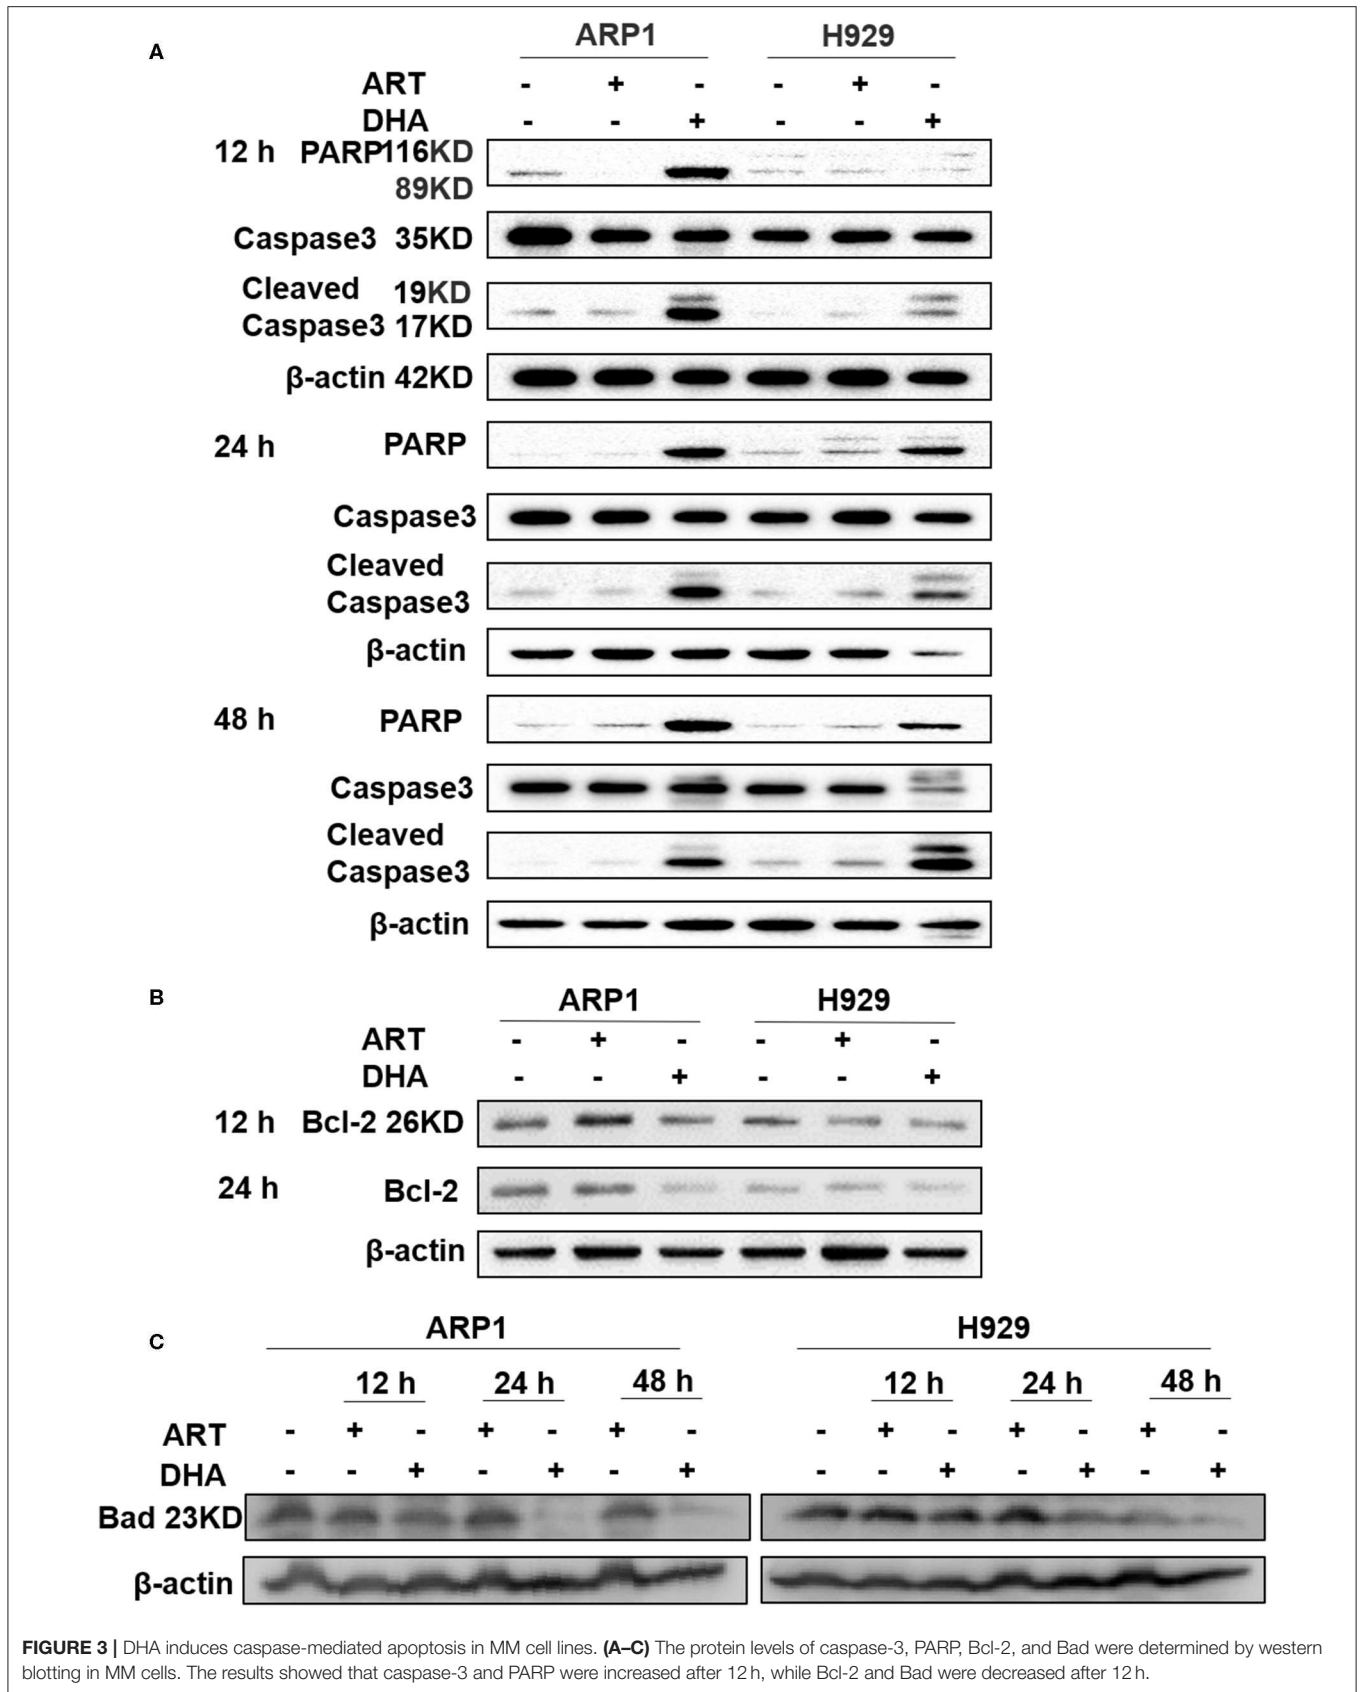 A
ARP1 H929
ART - + - - + -
DHA - - + - - +
12 h PARP116KD
89KD
Caspase3 35KD
Cleaved 19KD
Caspase3 17KD
β-actin 42KD
24 h PARP
Caspase3
Cleaved
Caspase3
β-actin
48 h PARP
Caspase3
Cleaved
Caspase3
β-actin
B
ARP1 H929
ART - + - - + -
DHA - - + - - +
12 h Bcl-2 26KD
24 h Bcl-2
β-actin
C
ARP1 H929
12 h 24 h 48 h 12 h 24 h 48 h
ART - + - + - + - - + - + - + -
DHA - - + - + - + - - + - + - +
Bad 23KD
β-actin
FIGURE 3 | DHA induces caspase-mediated apoptosis in MM cell lines. (A–C) The protein levels of caspase-3, PARP, Bcl-2, and Bad were determined by western
blotting in MM cells. The results showed that caspase-3 and PARP were increased after 12 h, while Bcl-2 and Bad were decreased after 12 h.